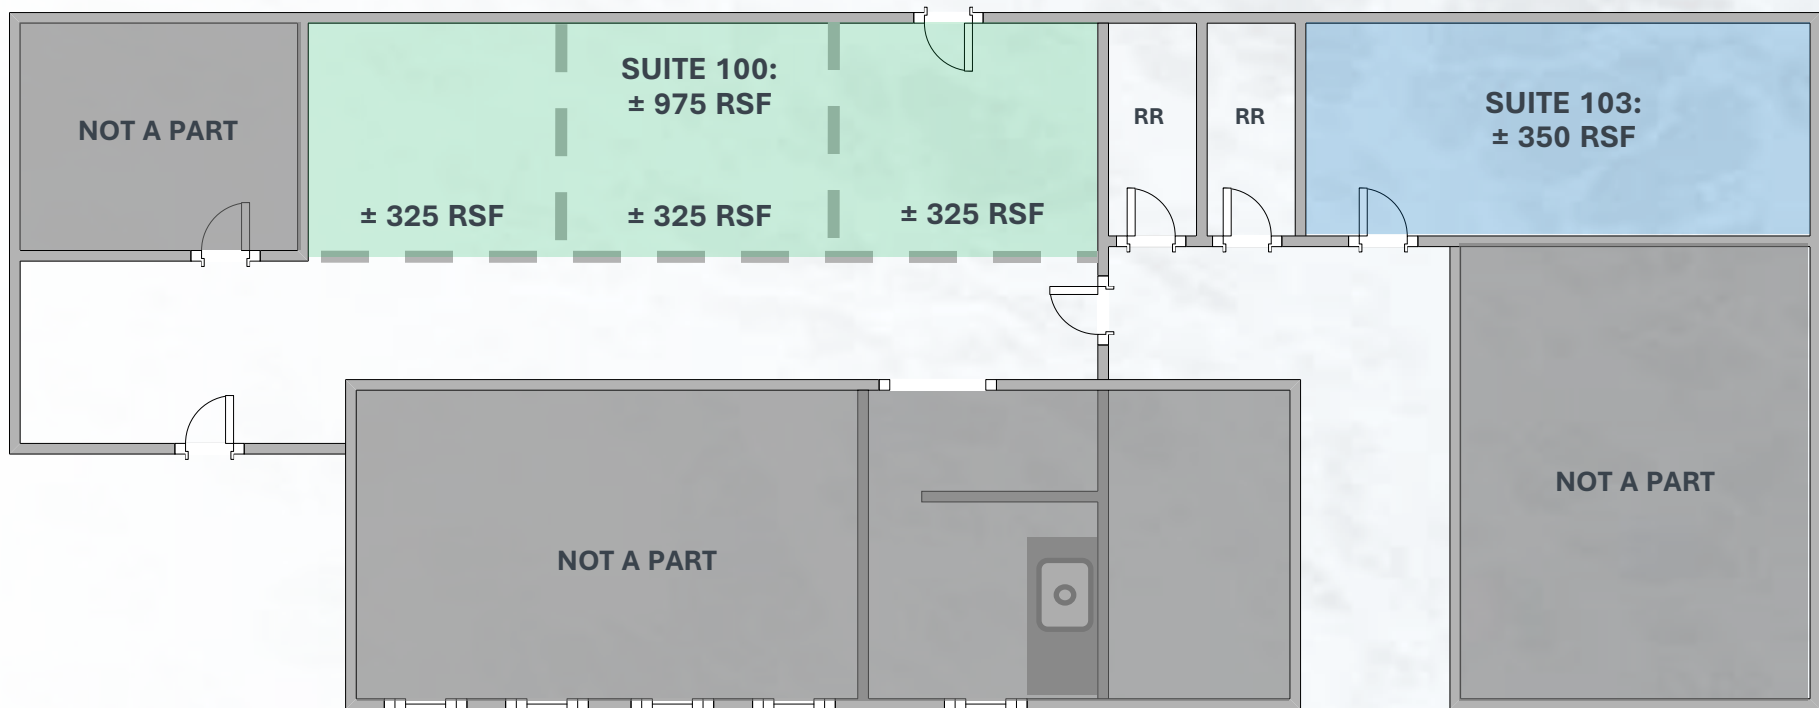 NOT A PART
SUITE 100:
± 975 RSF
± 325 RSF
± 325 RSF
± 325 RSF
RR
RR
SUITE 103:
± 350 RSF
NOT A PART
NOT A PART